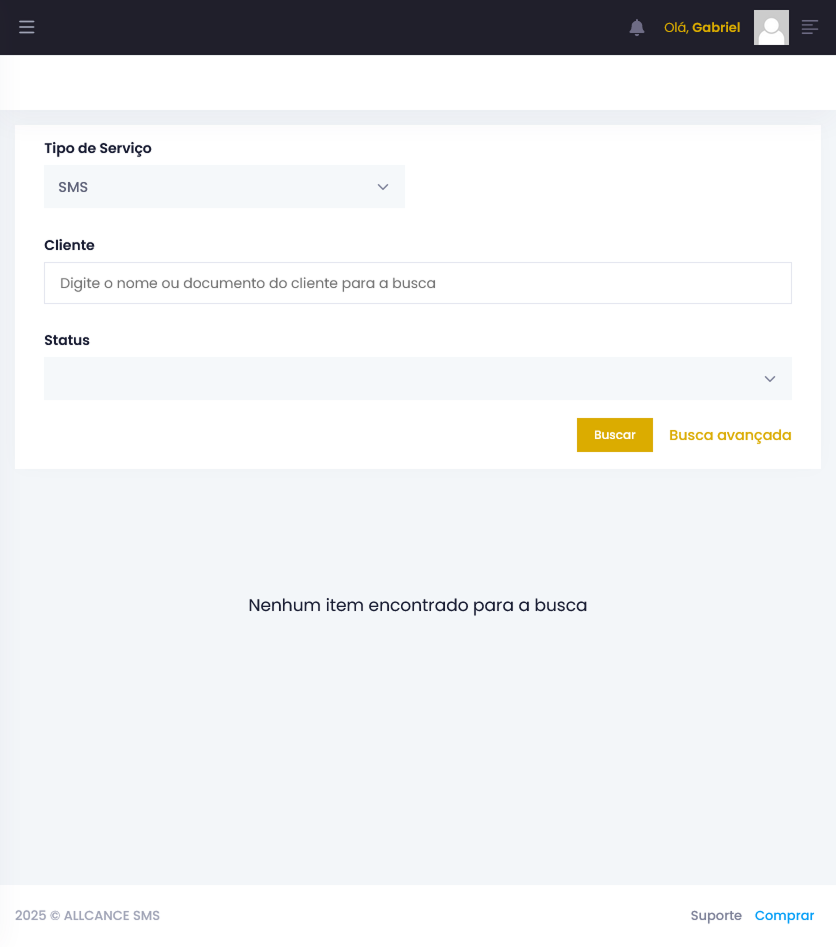 Olá, Gabriel
Tipo de Serviço
SMS
Cliente
Digite o nome ou documento do cliente para a busca
Status
Buscar
Busca avançada
Nenhum item encontrado para a busca
2025 © ALLCANCE SMS
Suporte
Comprar